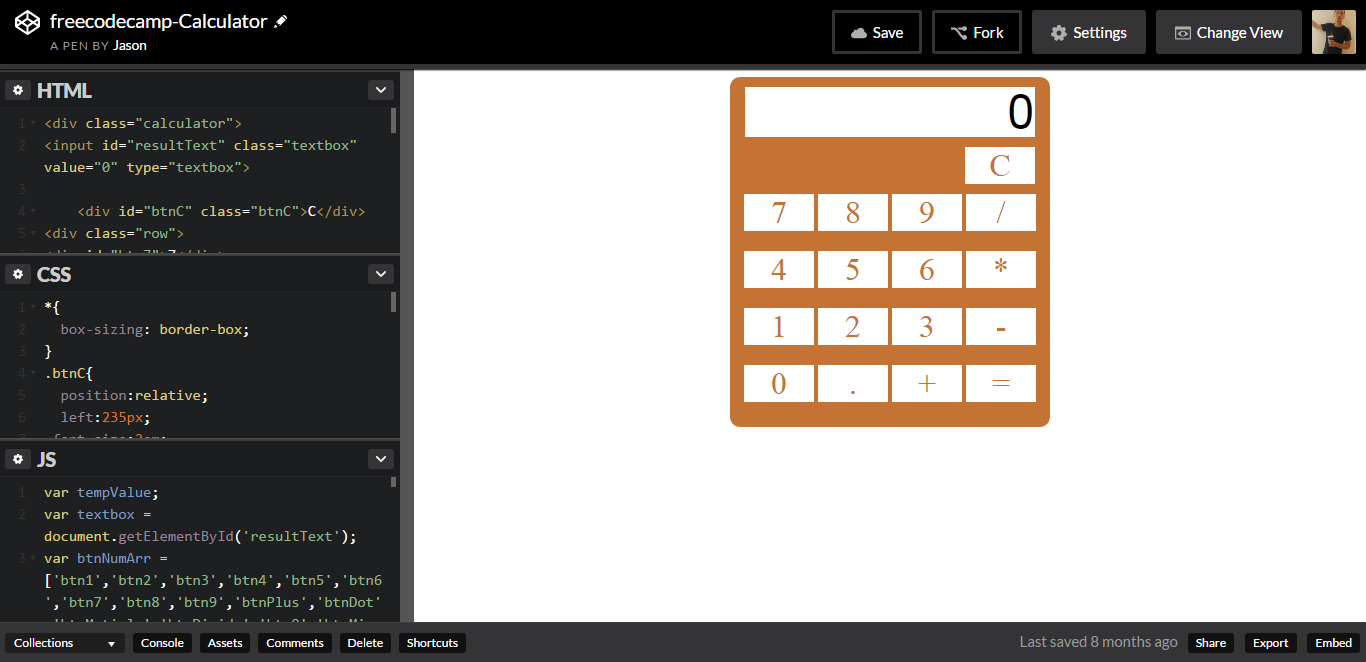 freecodecamp-Calculator
A PEN BY Jason
Save
Fork
Settings
Change View
HTML
1 <div class="calculator">
2 <input id="resultText" class="textbox"
value="0" type="textbox">
3
4 <div id="btnC" class="btnC">C</div>
5 <div class="row">
CSS
1 *{
2 box-sizing: border-box;
3 }
4 .btnC{
5 position:relative;
6 left:235px;
JS
1 var tempValue;
2 var textbox =
document.getElementById('resultText');
3 var btnNumArr =
['btn1','btn2','btn3','btn4','btn5','btn6
','btn7','btn8','btn9','btnPlus','btnDot'
0
C
7 8 9 /
4 5 6 *
1 2 3 -
0 . + =
Collections
Console
Assets
Comments
Delete
Shortcuts
Last saved 8 months ago
Share
Export
Embed